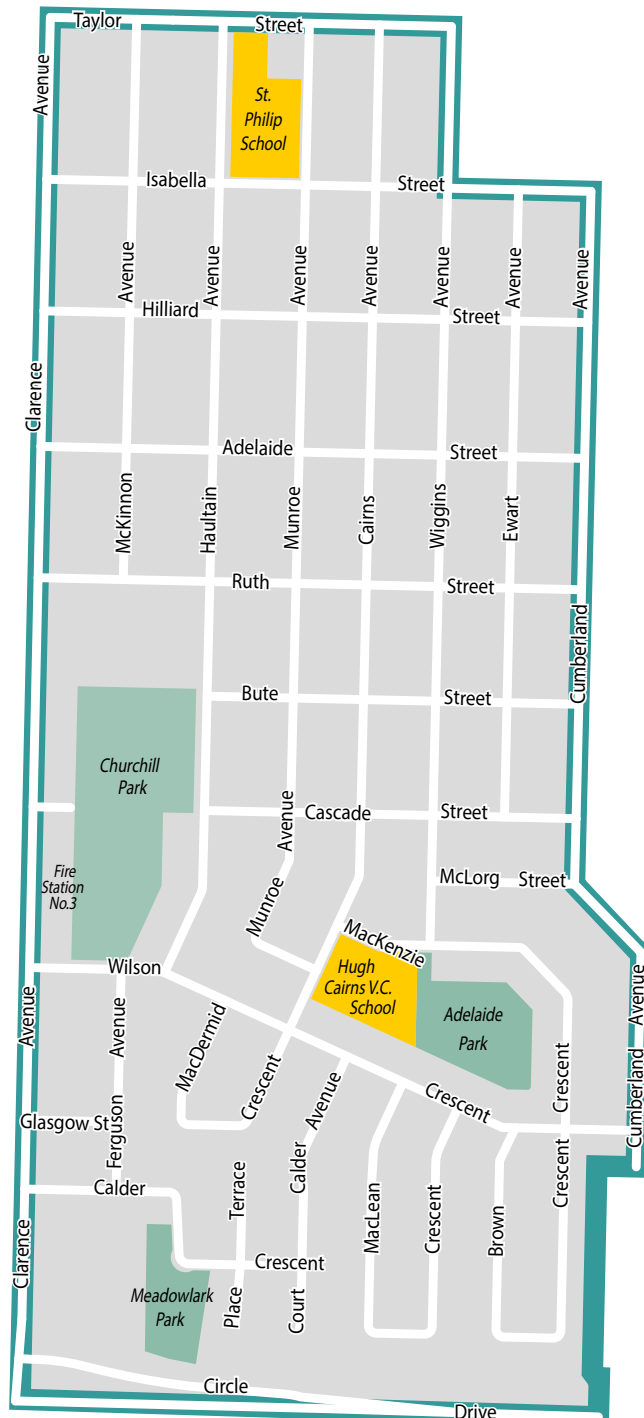 Taylor Street
Avenue
St.
Philip
School
Isabella Street
Avenue Avenue Avenue Avenue Avenue Avenue Avenue
Hilliard Street
Clarence
Adelaide Street
McKinnon Haultain Munroe Cairns Wiggins Ewart
Ruth Street
Cumberland
Bute Street
Churchill
Park
Avenue
Cascade Street
Fire
Station
No.3
McLorg Street
Munroe
MacKenzie
Wilson
Hugh
Cairns V.C.
School
Adelaide
Park
Avenue
Avenue
Avenue
MacDermid
Crescent
Avenue
Crescent
Crescent
Cumberland
Glasgow St
Ferguson
Calder
Terrace
Calder
MacLean
Crescent
Brown
Crescent
Clarence
Crescent
Meadowlark
Park
Place
Court
Circle Drive